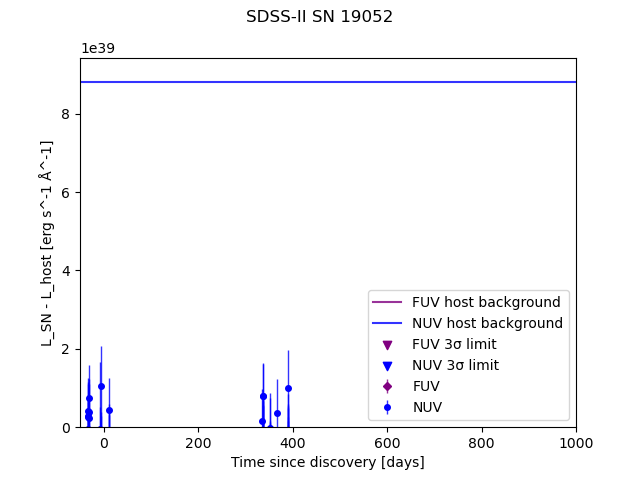 SDSS-II SN 19052
1e39
L_SN - L_host [erg s^-1 Å^-1]
8
6
4
2
0
FUV host background
NUV host background
FUV 3σ limit
NUV 3σ limit
FUV
NUV
0 200 400 600 800 1000
Time since discovery [days]